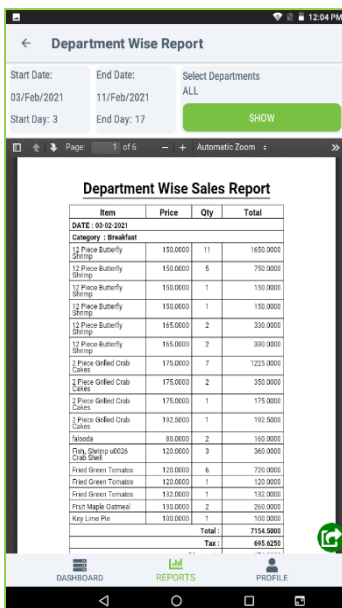 12:04 PM
Department Wise Report
Start Date: End Date: Select Departments
03/Feb/2021 11/Feb/2021 ALL
Start Day: 3 End Day: 17 SHOW
Page: 1 of 6 − + Automatic Zoom
Department Wise Sales Report
Item Price Qty Total
DATE : 03-02-2021
Category : Breakfast
12 Piece Butterfly Shrimp 150.0000 11 1650.0000
12 Piece Butterfly Shrimp 150.0000 5 750.0000
12 Piece Butterfly Shrimp 150.0000 1 150.0000
12 Piece Butterfly Shrimp 150.0000 1 150.0000
12 Piece Butterfly Shrimp 165.0000 2 330.0000
12 Piece Butterfly Shrimp 165.0000 2 330.0000
2 Piece Grilled Crab Cakes 175.0000 7 1225.0000
2 Piece Grilled Crab Cakes 175.0000 2 350.0000
2 Piece Grilled Crab Cakes 175.0000 1 175.0000
2 Piece Grilled Crab Cakes 192.5000 1 192.5000
falooda 80.0000 2 160.0000
Fish, Shrimp u0026 Crab Shell 120.0000 3 360.0000
Fried Green Tomatos 120.0000 6 720.0000
Fried Green Tomatos 120.0000 1 120.0000
Fried Green Tomatos 132.0000 1 132.0000
Fruit Maple Oatmeal 130.0000 2 260.0000
Key Lime Pie 100.0000 1 100.0000
Total : 7154.5000
Tax : 695.6250
DASHBOARD REPORTS PROFILE